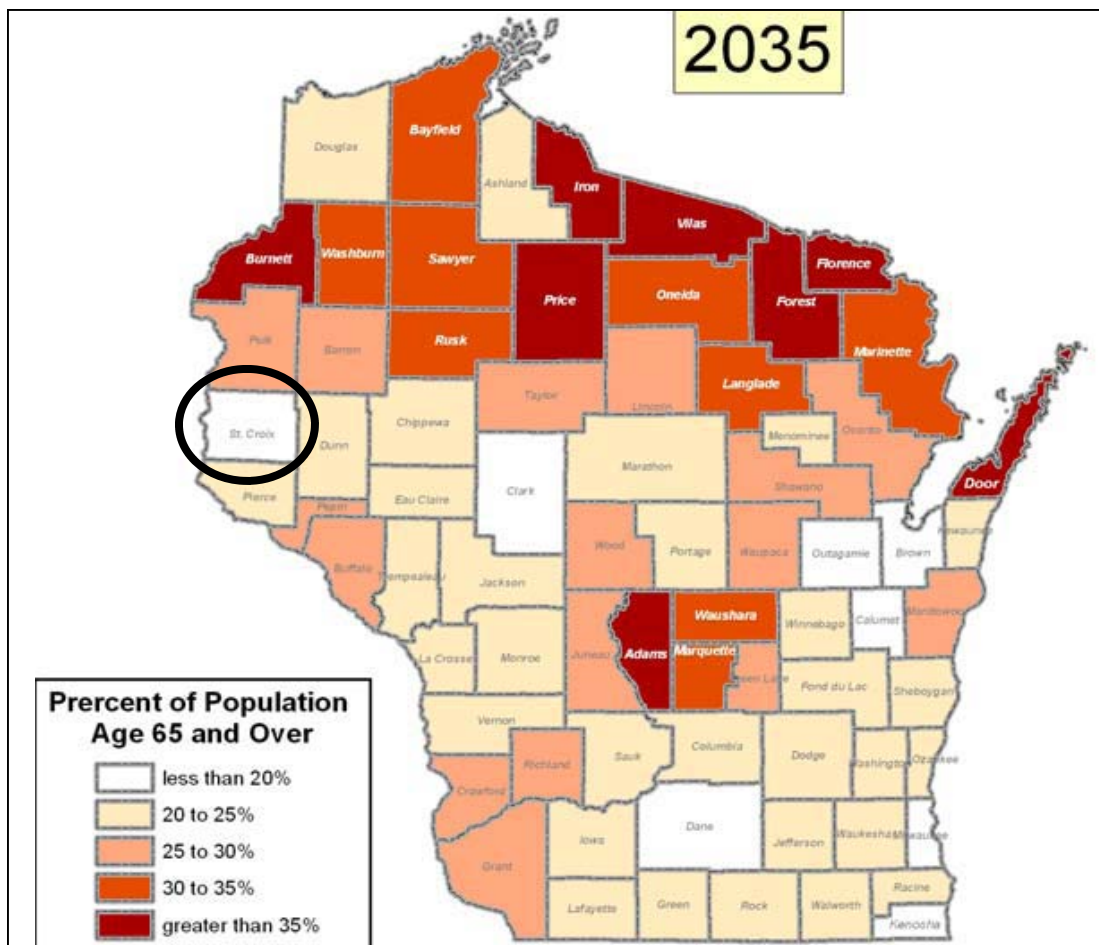 2035
Bayfield
Douglas
Ashland
Iron
Vilas
Burnett
Washburn
Sawyer
Florence
Price
Oneida
Forest
Polk
Barron
Rusk
Marinette
Langlade
Taylor
Lincoln
Oconto
Chippewa
Menominee
St. Croix
Dunn
Marathon
Door
Clark
Shawano
Pierce
Eau Claire
Pepin
Kewaunee
Wood
Portage
Waupaca
Outagamie
Brown
Buffalo
Trempealeau
Jackson
Waushara
Manitowoc
Winnebago
Calumet
Adams
Marquette
La Crosse
Monroe
Juneau
Green Lake
Fond du Lac
Sheboygan
Prercent of Population
Age 65 and Over
Vernon
Columbia
Dodge
Sauk
Richland
Washington
Ozaukee
less than 20%
Crawford
20 to 25%
Dane
Iowa
Jefferson
Waukesha
Milwaukee
25 to 30%
Grant
30 to 35%
Racine
Lafayette
Green
Rock
Walworth
greater than 35%
Kenosha